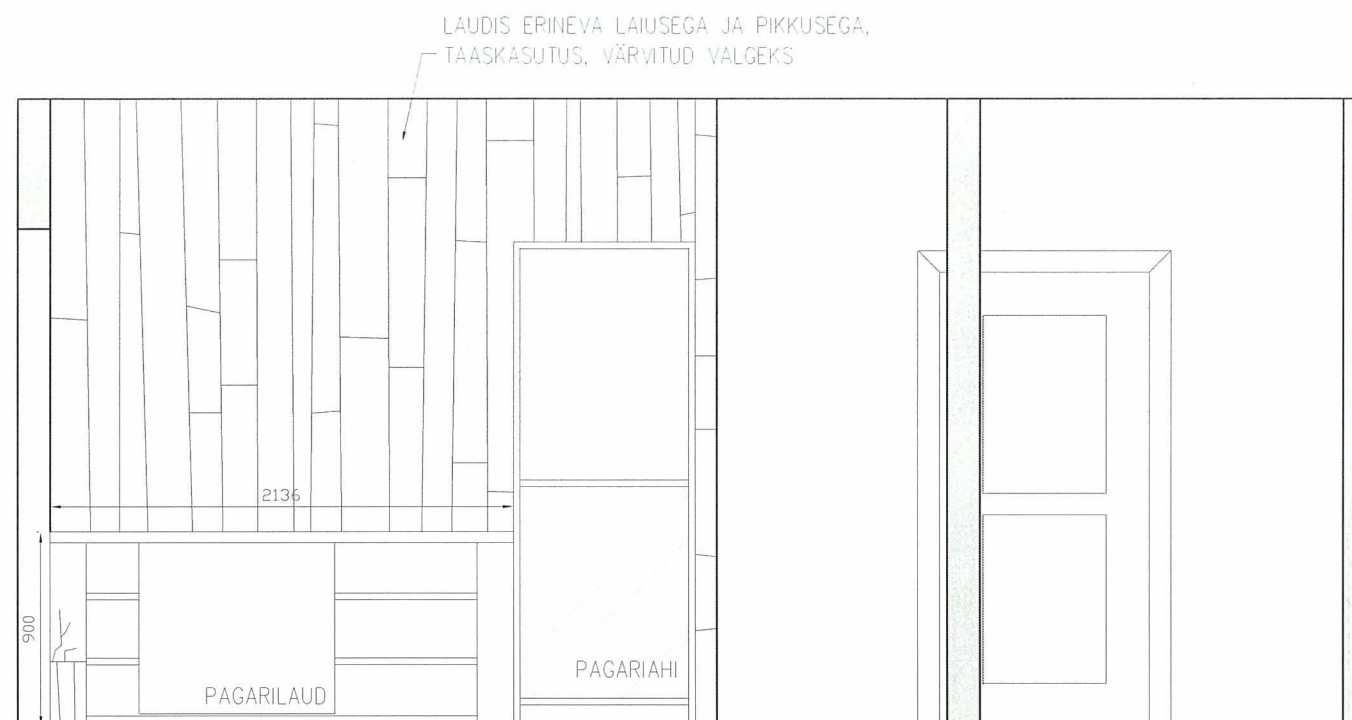 LAUDIS ERINEVA LAIUSEGA JA PIKKUSEGA,
TAASKASUTUS, VÄRVITUD VALGEKS
2136
900
PAGARIAHI
PAGARILAUD